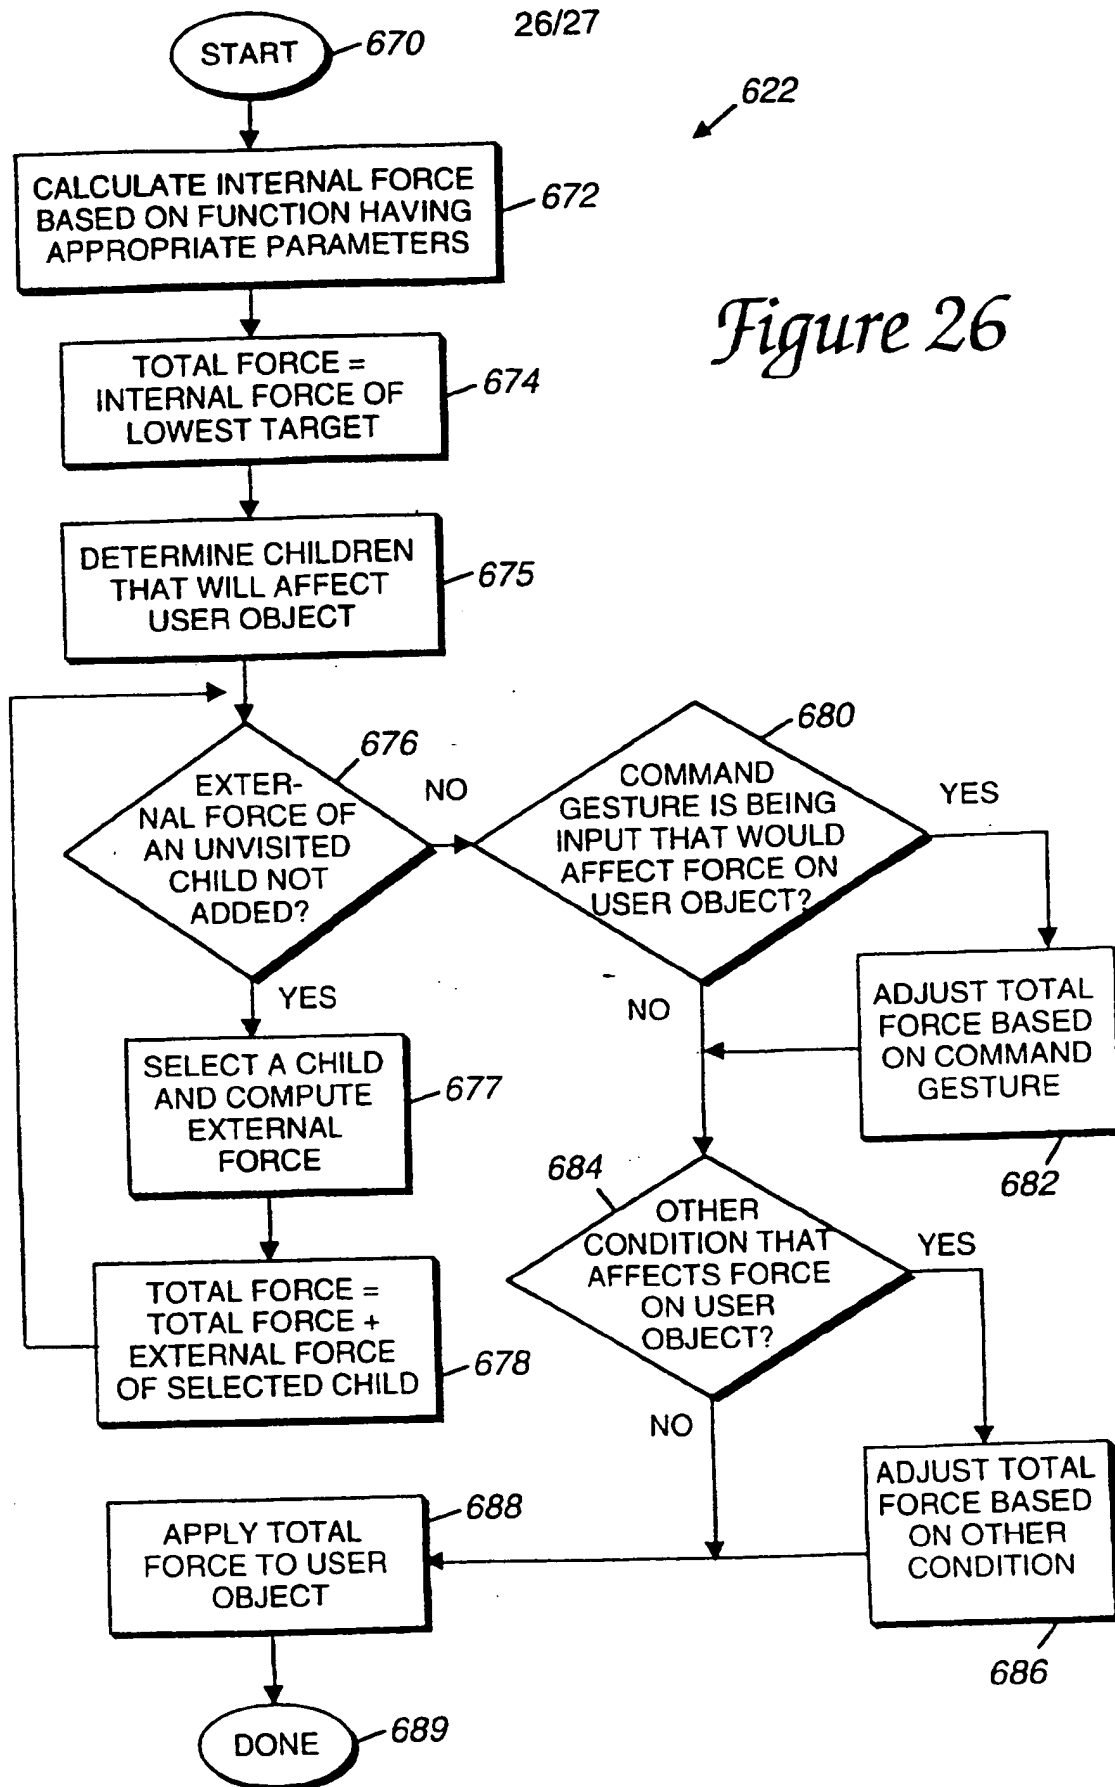 26/27
START
670
622
CALCULATE INTERNAL FORCE
BASED ON FUNCTION HAVING
APPROPRIATE PARAMETERS
672
Figure 26
TOTAL FORCE =
INTERNAL FORCE OF
LOWEST TARGET
674
DETERMINE CHILDREN
THAT WILL AFFECT
USER OBJECT
675
EXTER-
NAL FORCE OF
AN UNVISITED
CHILD NOT
ADDED?
676
NO
YES
COMMAND
GESTURE IS BEING
INPUT THAT WOULD
AFFECT FORCE ON
USER OBJECT?
680
YES
NO
SELECT A CHILD
AND COMPUTE
EXTERNAL
FORCE
677
ADJUST TOTAL
FORCE BASED
ON COMMAND
GESTURE
682
TOTAL FORCE =
TOTAL FORCE +
EXTERNAL FORCE
OF SELECTED CHILD
678
684
OTHER
CONDITION THAT
AFFECTS FORCE
ON USER
OBJECT?
YES
NO
ADJUST TOTAL
FORCE BASED
ON OTHER
CONDITION
686
688
APPLY TOTAL
FORCE TO USER
OBJECT
DONE
689